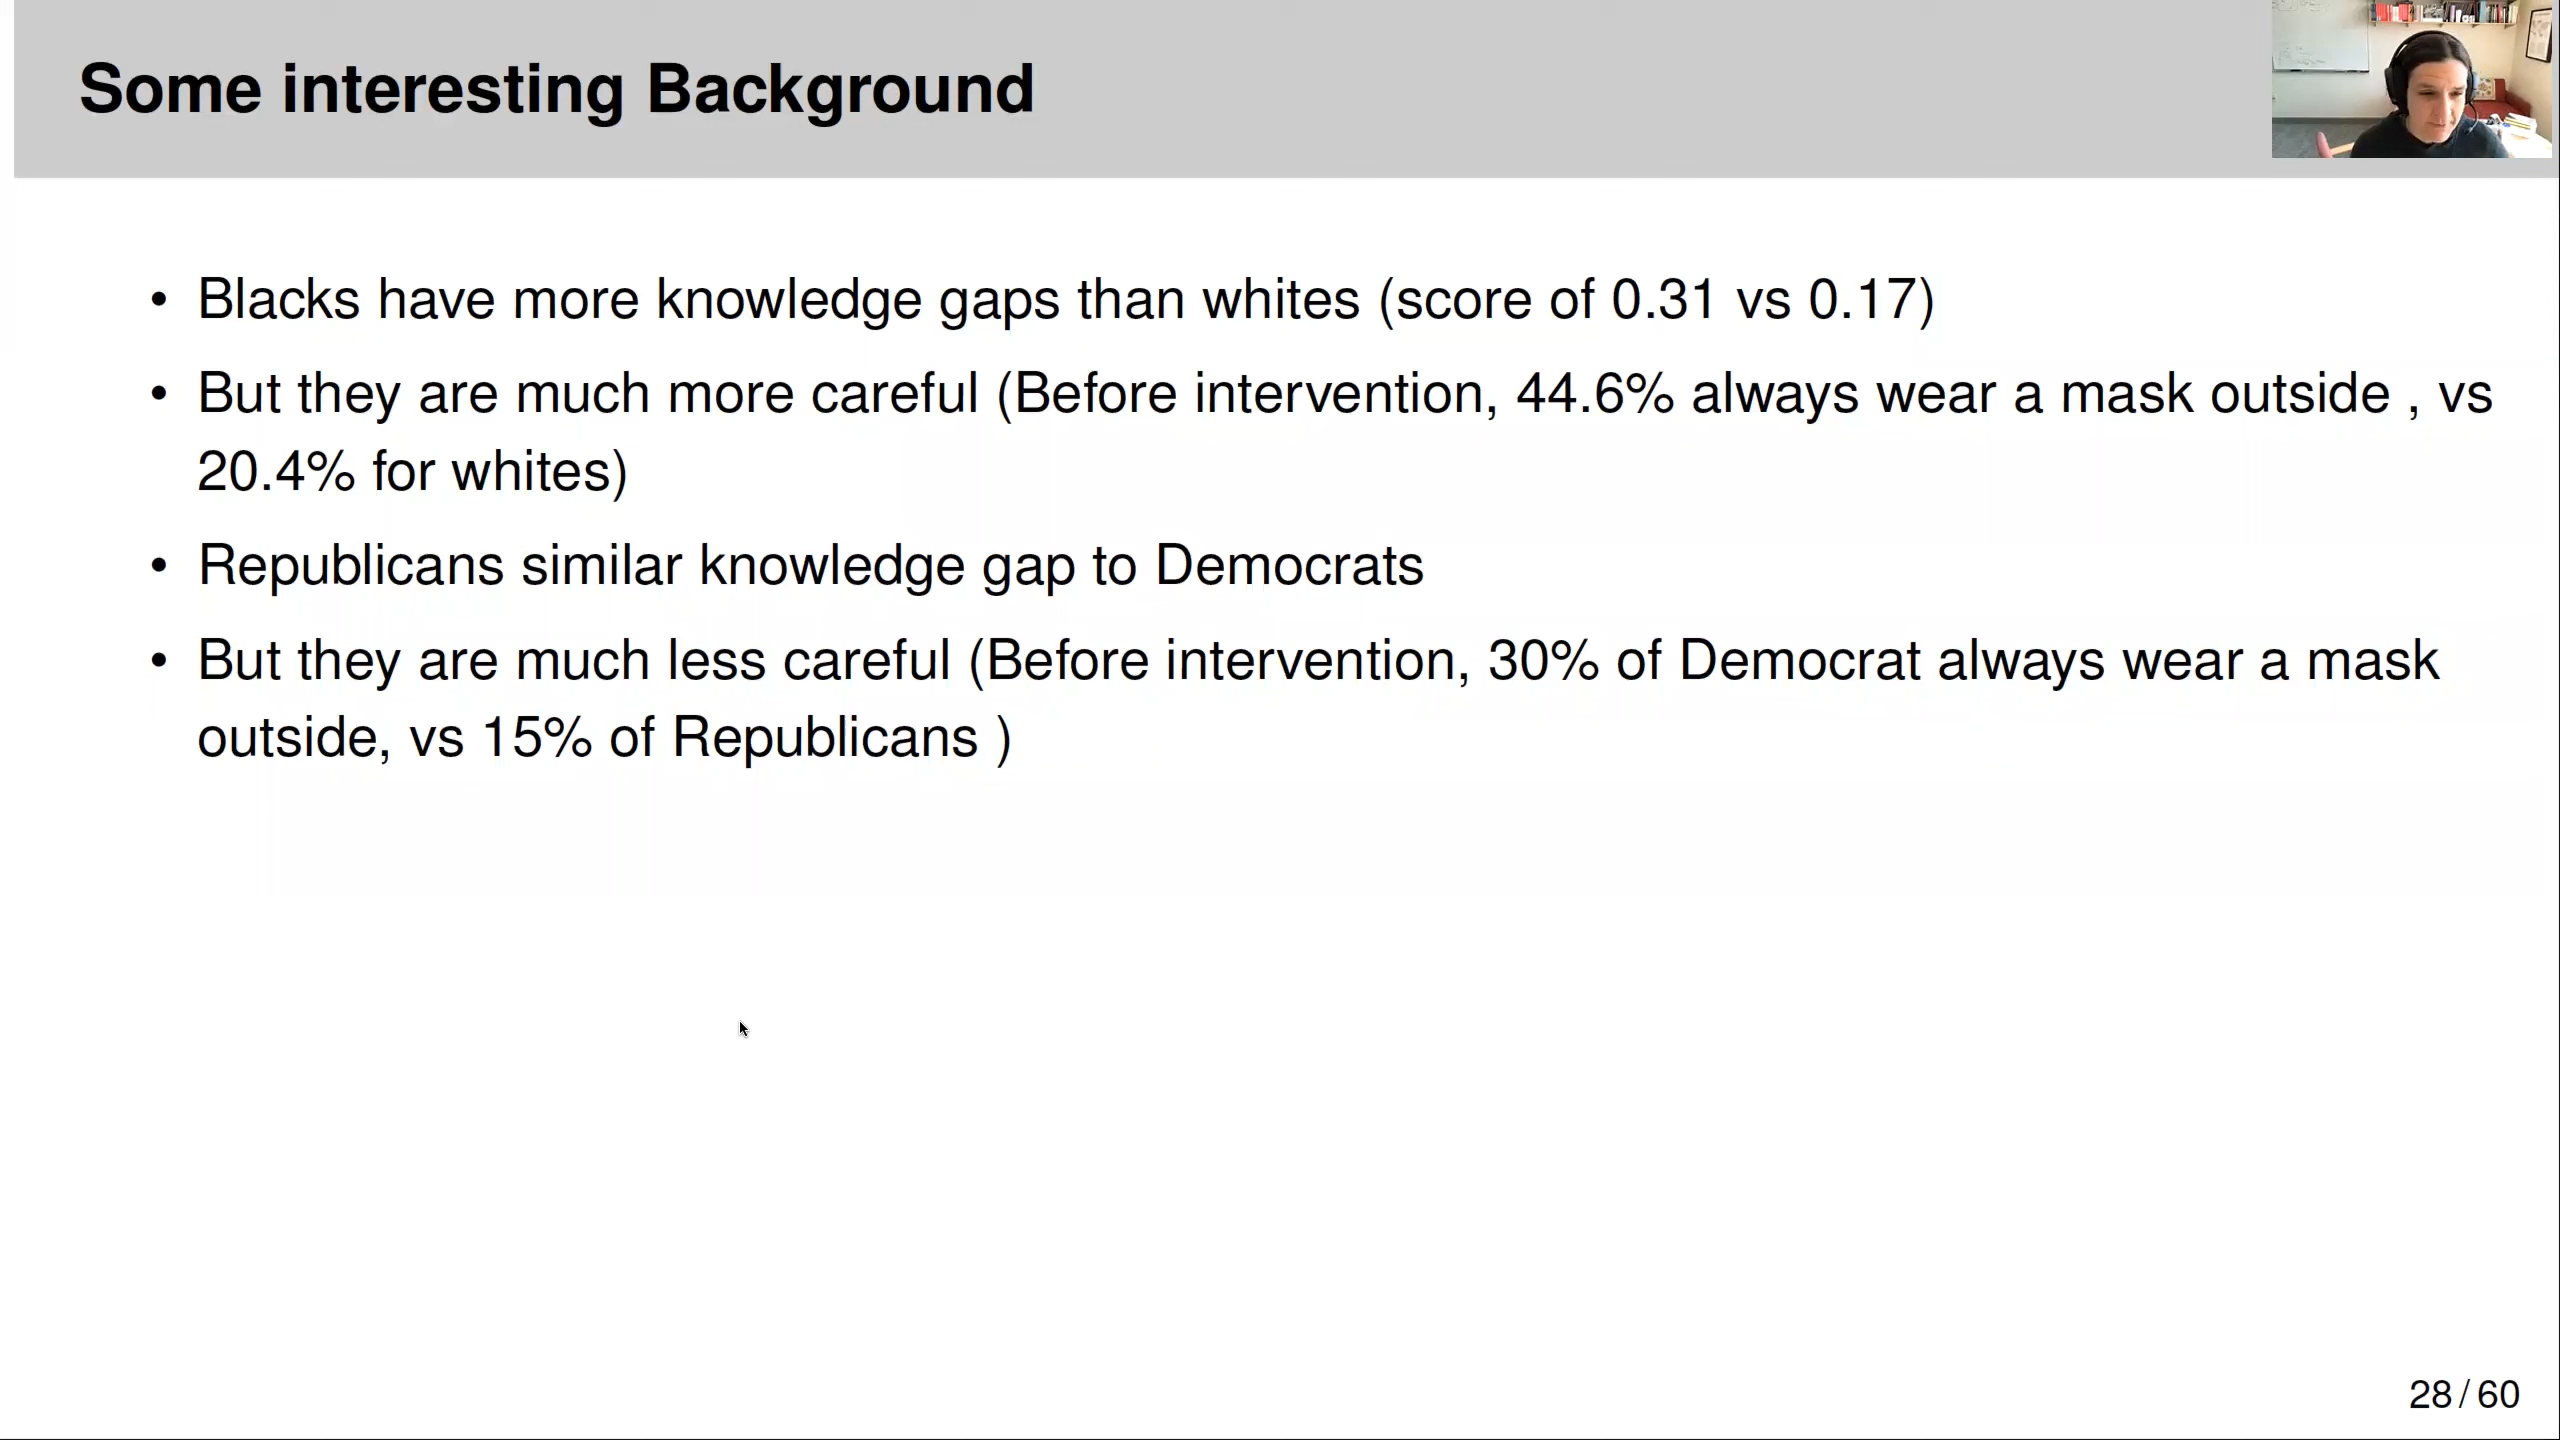 Some interesting Background
• Blacks have more knowledge gaps than whites (score of 0.31 vs 0.17)
• But they are much more careful (Before intervention, 44.6% always wear a mask outside , vs
20.4% for whites)
• Republicans similar knowledge gap to Democrats
• But they are much less careful (Before intervention, 30% of Democrat always wear a mask
outside, vs 15% of Republicans )
28 / 60